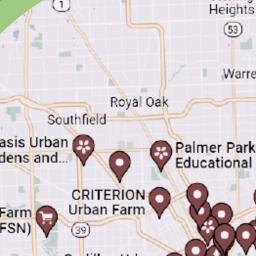 Heights
1
53
Warre
Royal Oak
Southfield
asis Urban
dens and...
Palmer Park
Educational
CRITERION
Urban Farm
Farm
FSN)
39